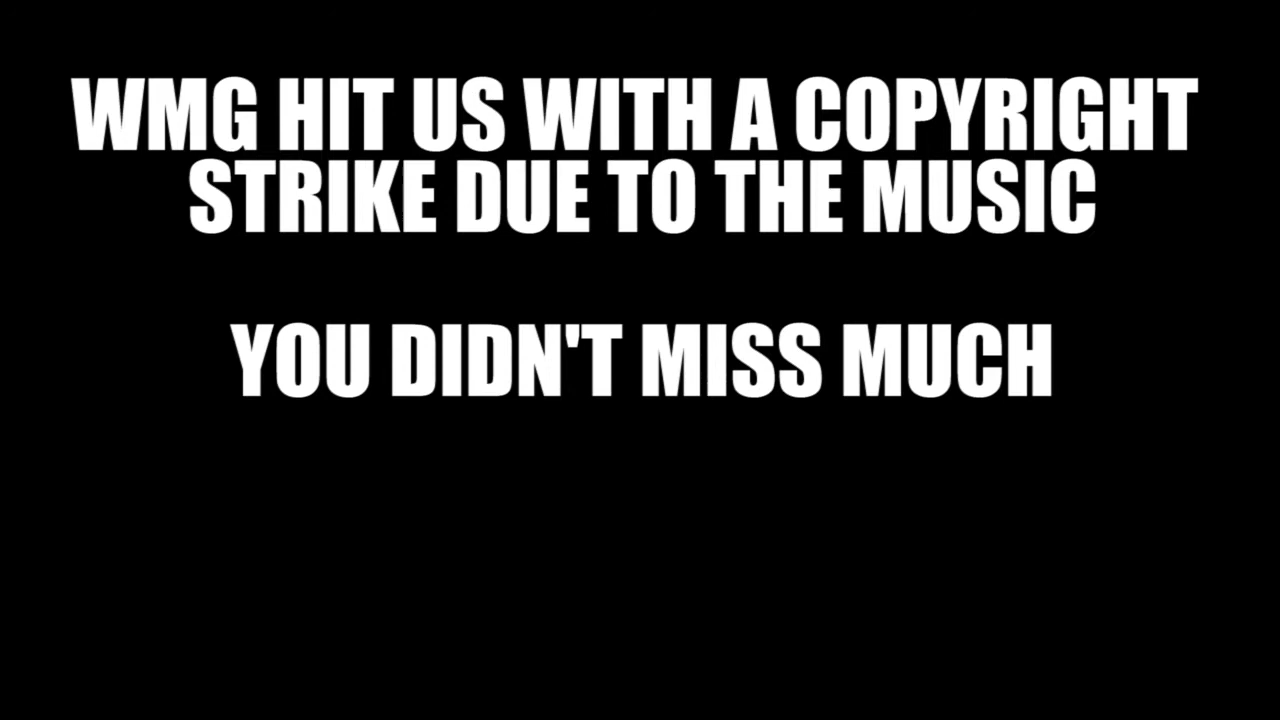 WMG HIT US WITH A COPYRIGHT
STRIKE DUE TO THE MUSIC
YOU DIDN'T MISS MUCH